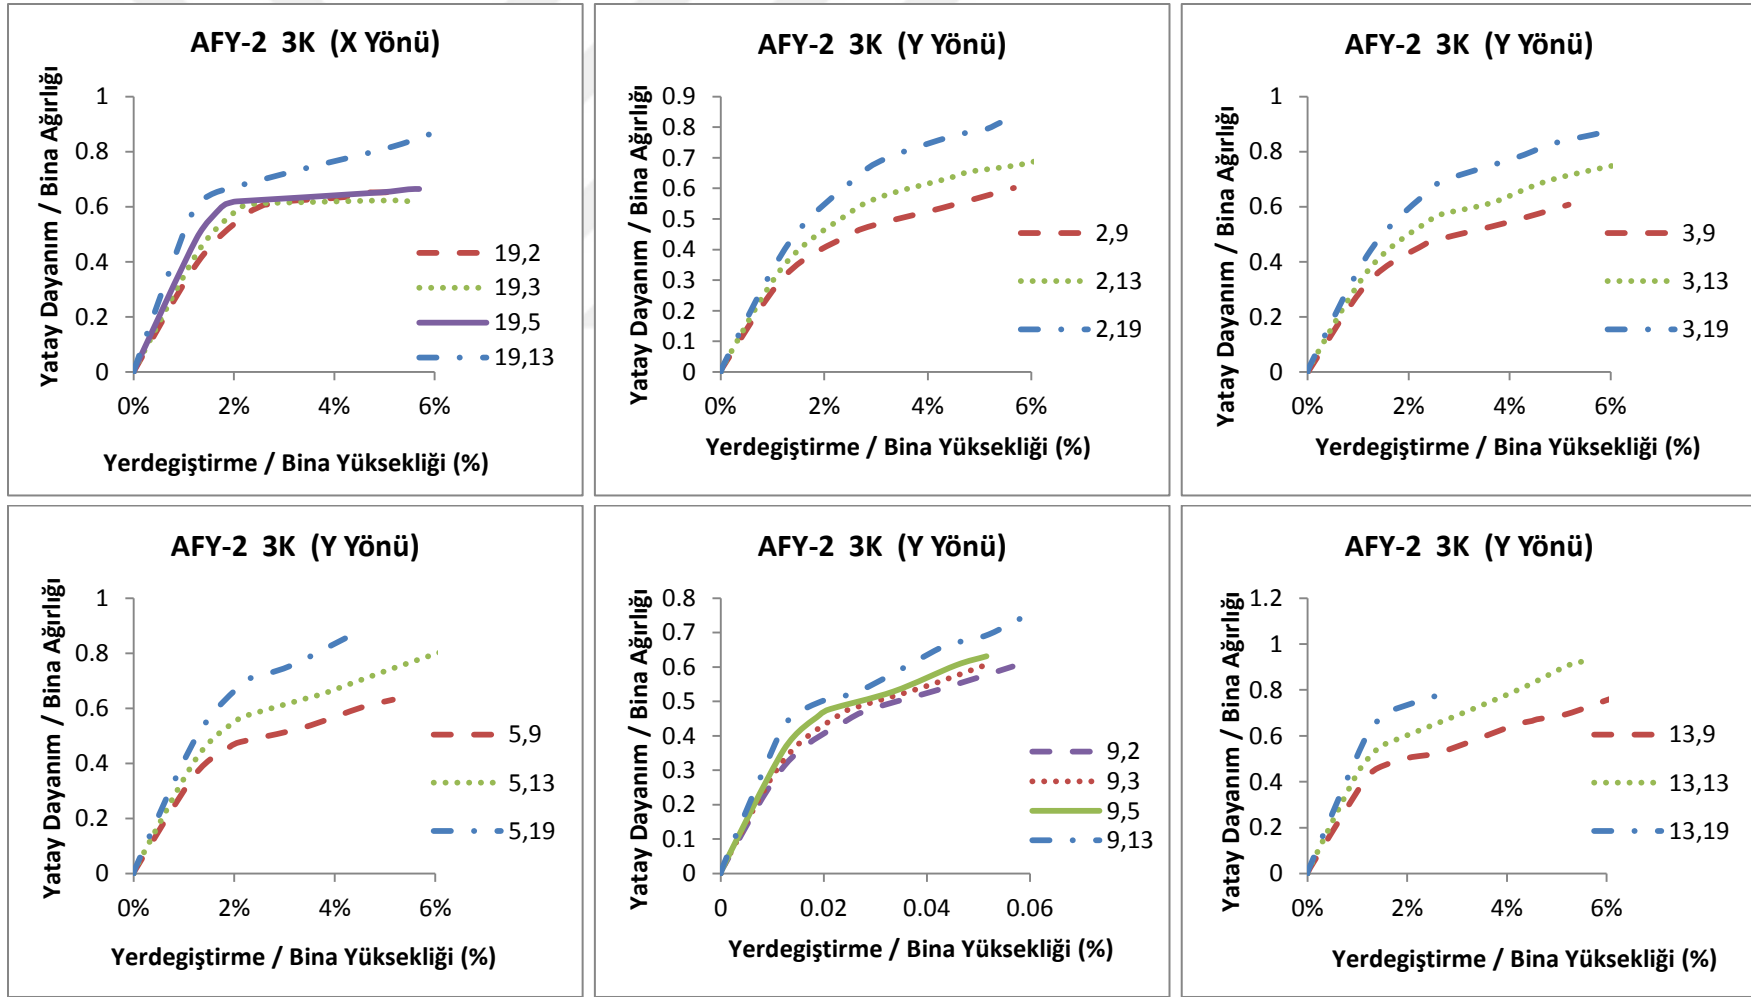 AFY-2 3K (X Yönü)
Yatay Dayanım / Bina Ağırlığı
1
0.8
0.6
0.4
0.2
0
0% 2% 4% 6%
19,2
19,3
19,5
19,13
Yerdegiştirme / Bina Yüksekliği (%)
AFY-2 3K (Y Yönü)
Yatay Dayanım / Bina Ağırlığı
0.9
0.8
0.7
0.6
0.5
0.4
0.3
0.2
0.1
0
0% 2% 4% 6%
2,9
2,13
2,19
Yerdegiştirme / Bina Yüksekliği (%)
AFY-2 3K (Y Yönü)
Yatay Dayanım / Bina Ağırlığı
1
0.8
0.6
0.4
0.2
0
0% 2% 4% 6%
3,9
3,13
3,19
Yerdegiştirme / Bina Yüksekliği (%)
AFY-2 3K (Y Yönü)
Yatay Dayanım / Bina Ağırlığı
1
0.8
0.6
0.4
0.2
0
0% 2% 4% 6%
5,9
5,13
5,19
Yerdegiştirme / Bina Yüksekliği (%)
AFY-2 3K (Y Yönü)
Yatay Dayanım / Bina Ağırlığı
0.8
0.7
0.6
0.5
0.4
0.3
0.2
0.1
0
0 0.02 0.04 0.06
9,2
9,3
9,5
9,13
Yerdegiştirme / Bina Yüksekliği (%)
AFY-2 3K (Y Yönü)
Yatay Dayanım / Bina Ağırlığı
1.2
1
0.8
0.6
0.4
0.2
0
0% 2% 4% 6%
13,9
13,13
13,19
Yerdegiştirme / Bina Yüksekliği (%)